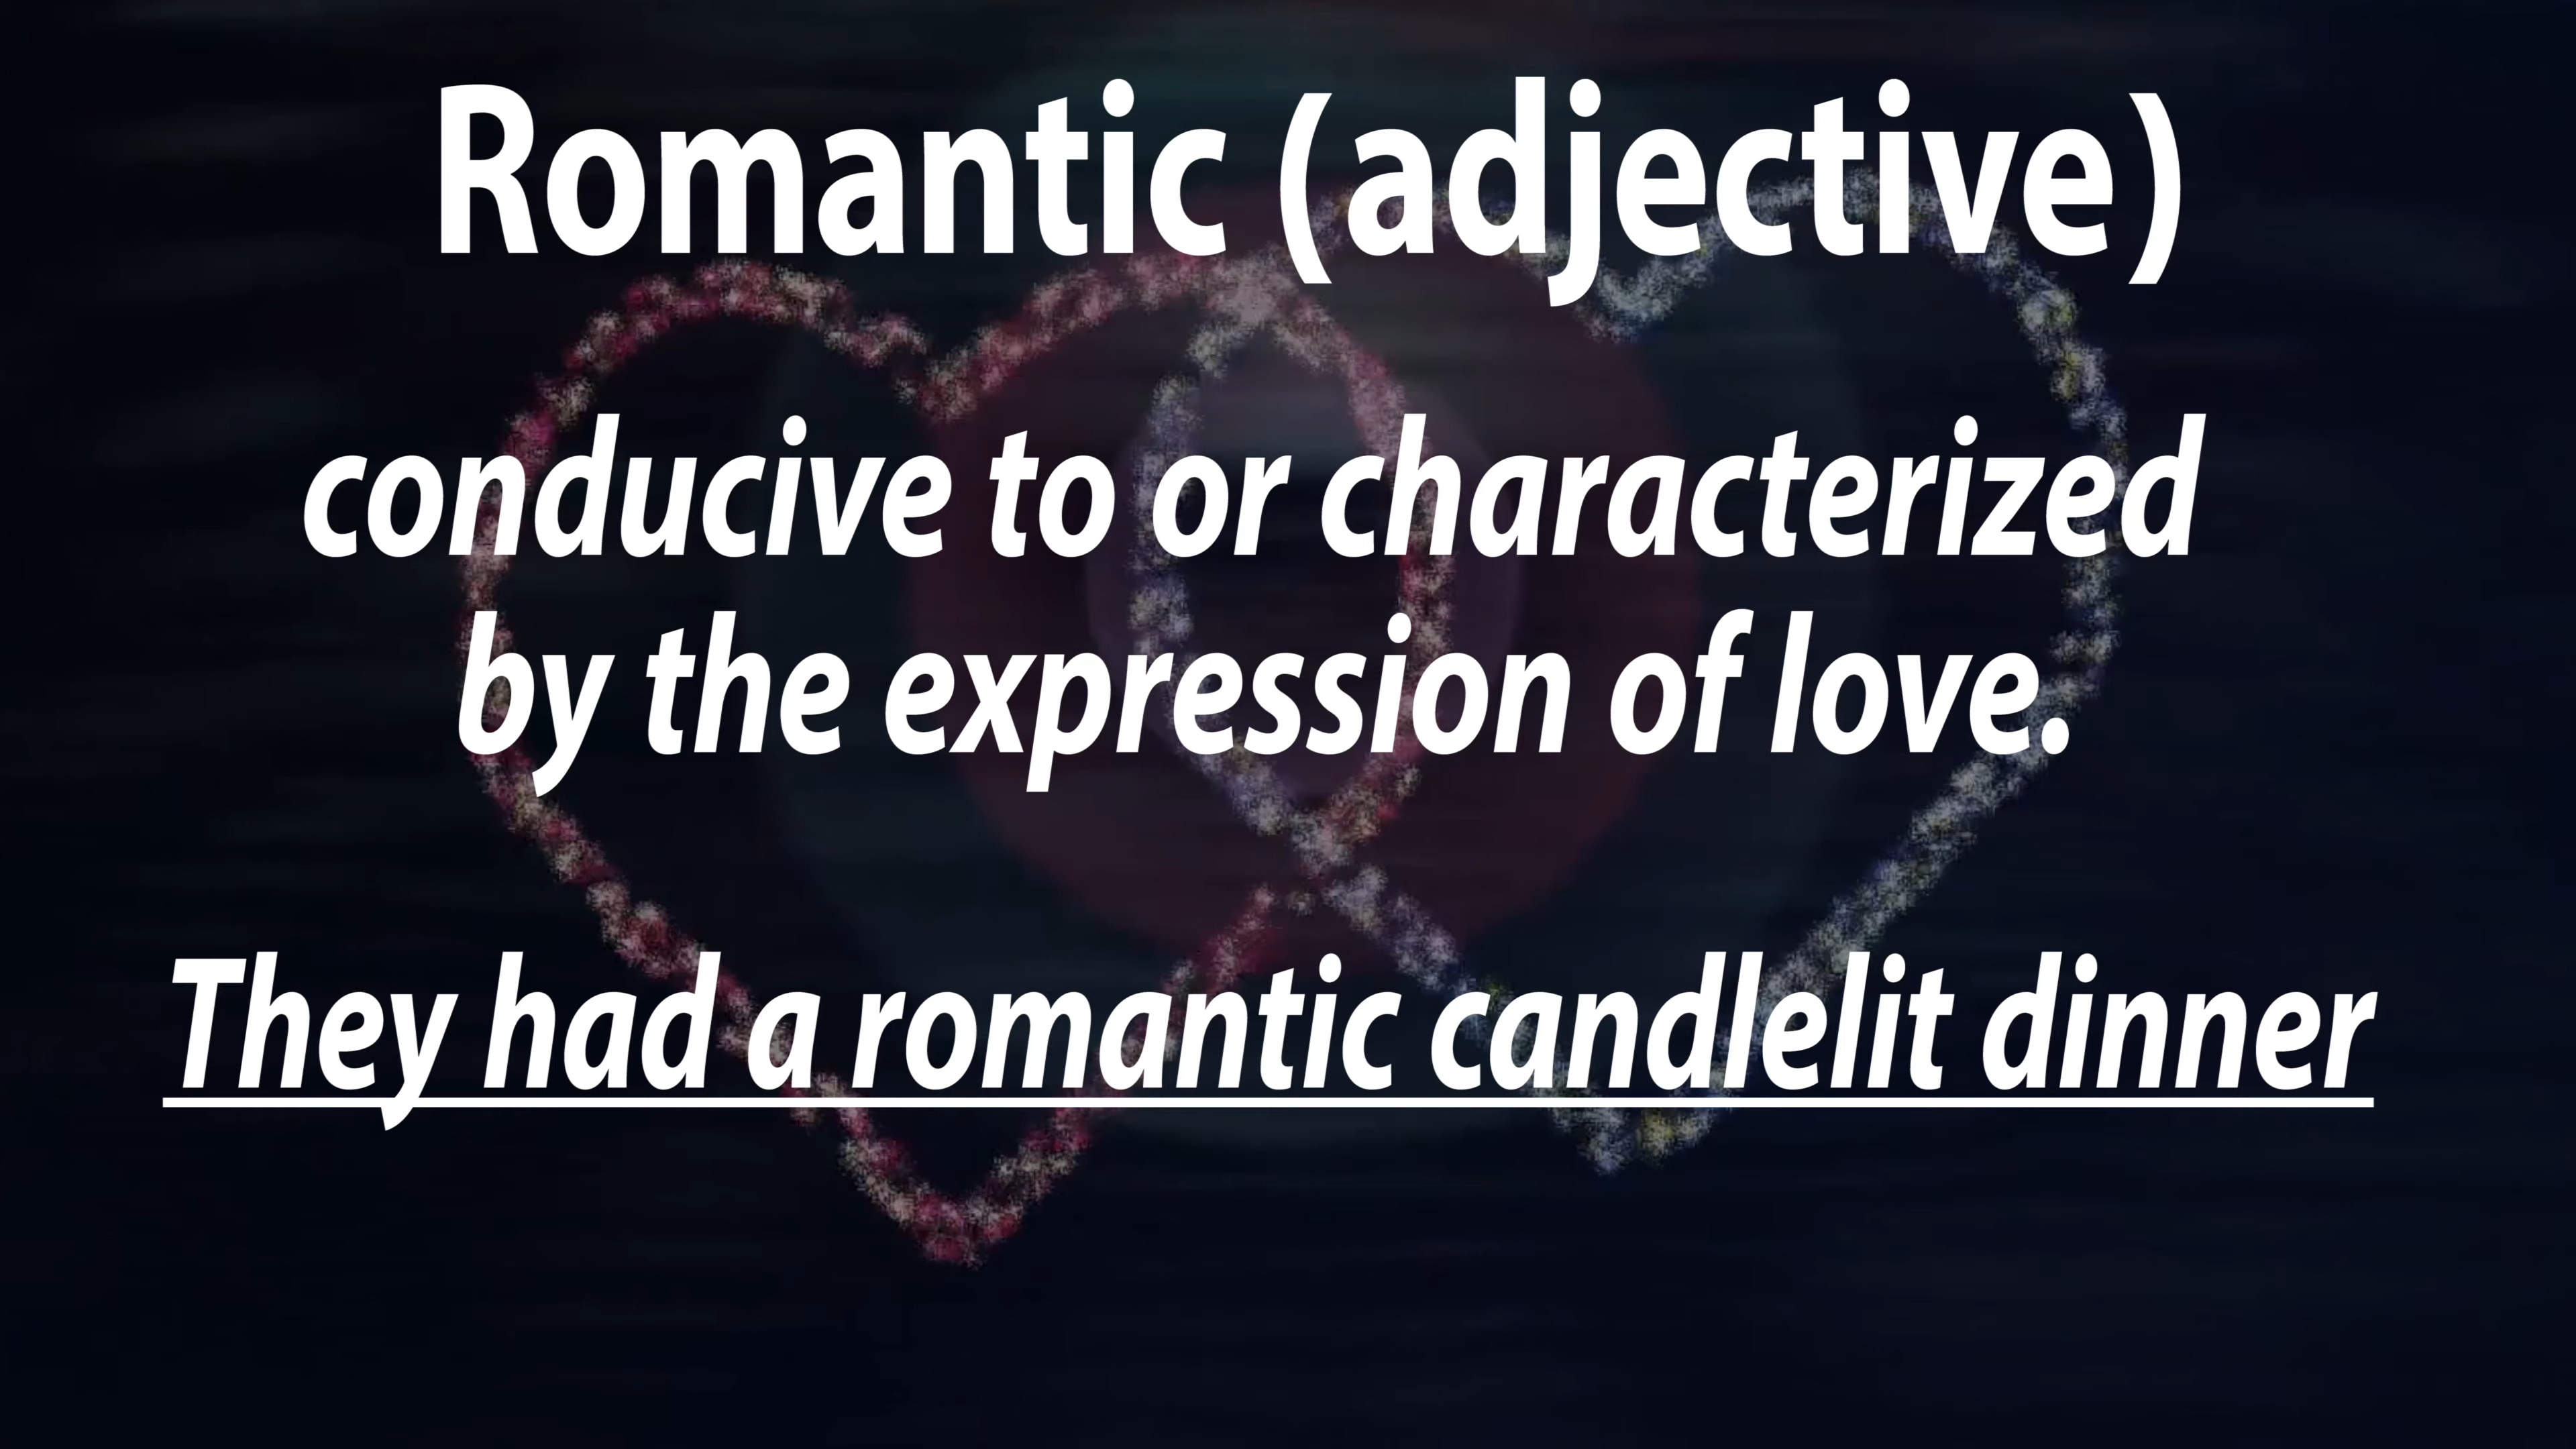 Romantic (adjective)
conducive to or characterized
by the expression of love.
They had a romantic candlelit dinner